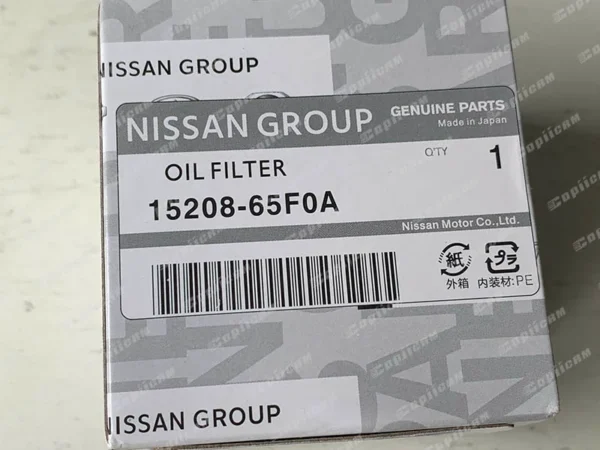 NISSAN GROUP
NISSAN GROUP
GENUINE PARTS
Made in Japan
OIL FILTER
Q'TY
1
15208-65F0A
Nissan Motor Co.,Ltd.
紙
プラ
外箱
内装材:PE
NISSAN GROUP
Copiicam